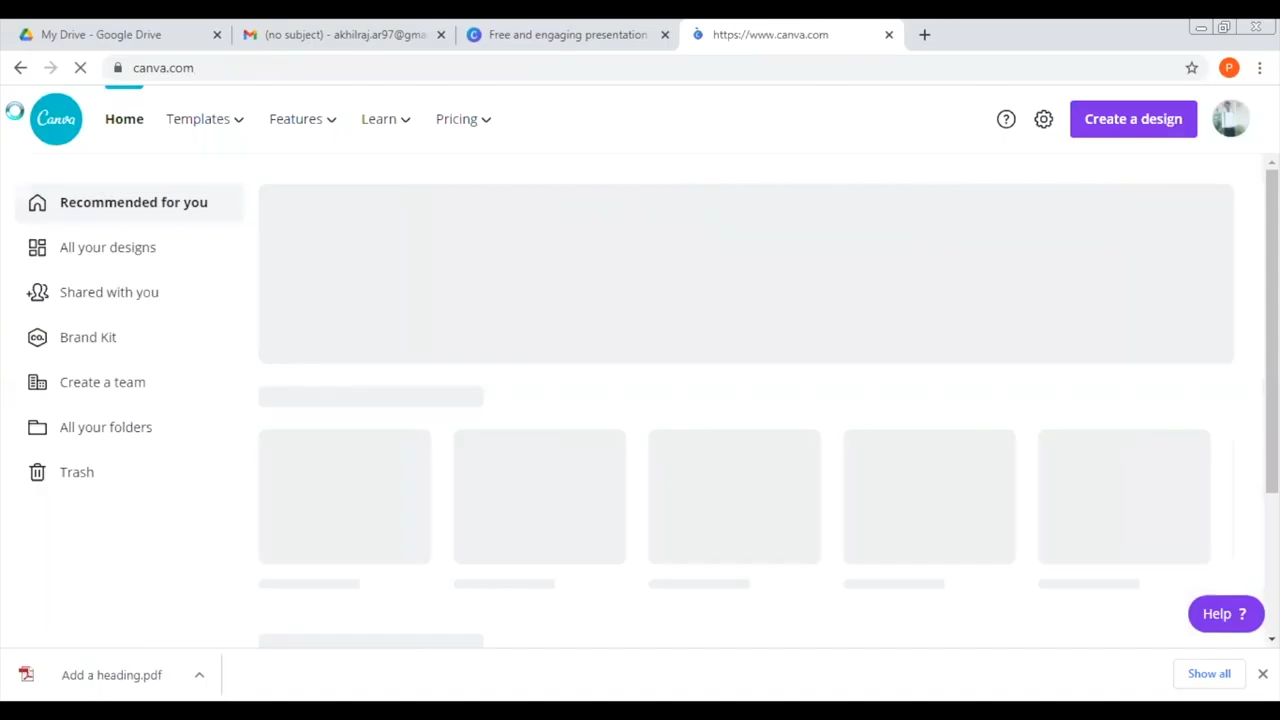 My Drive - Google Drive
(no subject) - akhilraj.ar97@gma
Free and engaging presentation
https://www.canva.com
canva.com
P
Canva
Home
Templates
Features
Learn
Pricing
?
Create a design
Recommended for you
All your designs
Shared with you
CO.
Brand Kit
Create a team
All your folders
Trash
Help ?
Add a heading.pdf
Show all